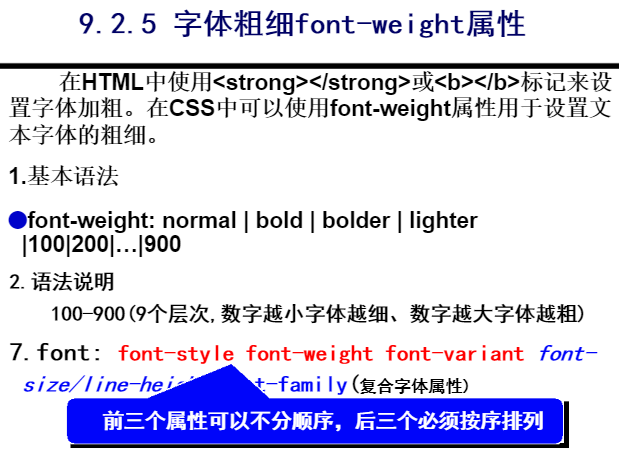 9.2.5 字体粗细font-weight属性
在HTML中使用<strong></strong>或<b></b>标记来设
置字体加粗。在CSS中可以使用font-weight属性用于设置文
本字体的粗细。
1.基本语法
●font-weight: normal | bold | bolder | lighter
|100|200|…|900
2.语法说明
100-900(9个层次,数字越小字体越细、数字越大字体越粗)
7.font: font-style font-weight font-variant font-
size/line-hei t-family(复合字体属性)
前三个属性可以不分顺序，后三个必须按序排列